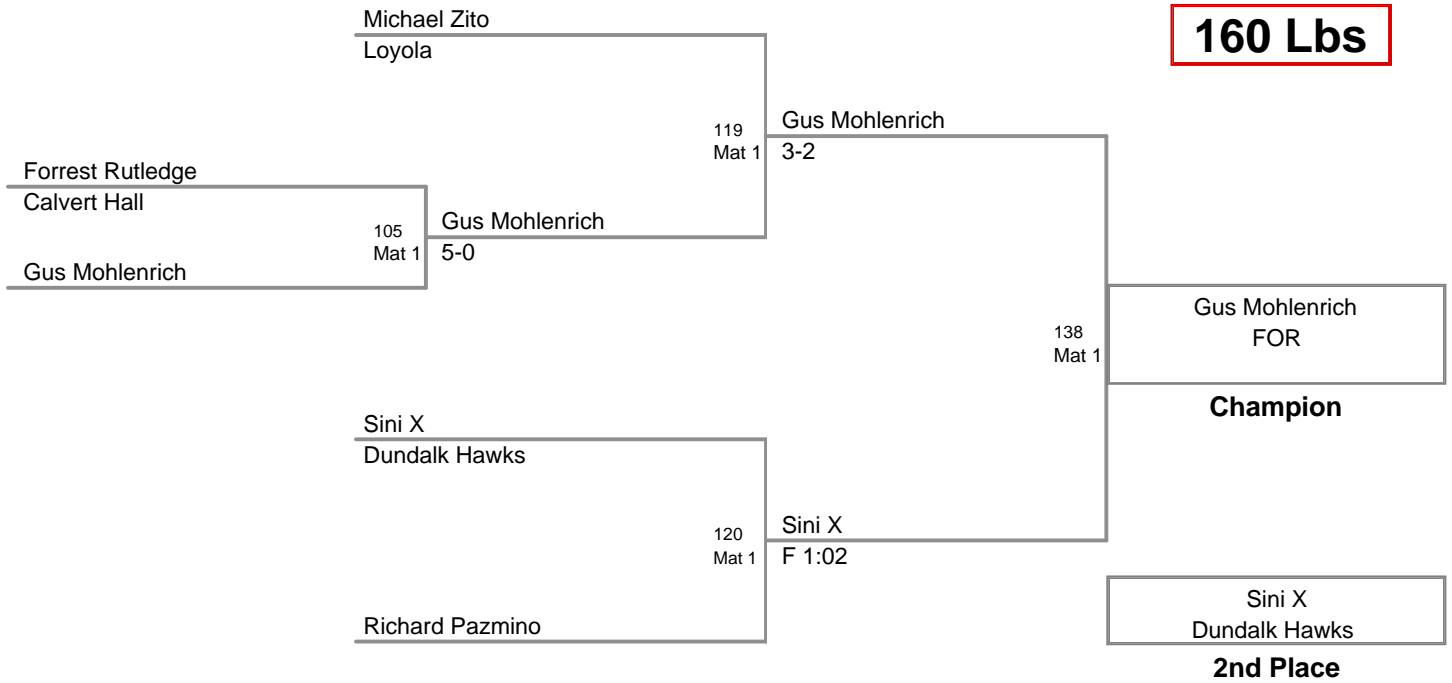 160 Lbs
Michael Zito
Loyola
119
Mat 1
Gus Mohlenrich
3-2
Forrest Rutledge
Calvert Hall
105
Mat 1
Gus Mohlenrich
5-0
Gus Mohlenrich
138
Mat 1
Gus Mohlenrich
FOR
Champion
Sini X
Dundalk Hawks
120
Mat 1
Sini X
F 1:02
Richard Pazmino
Sini X
Dundalk Hawks
2nd Place